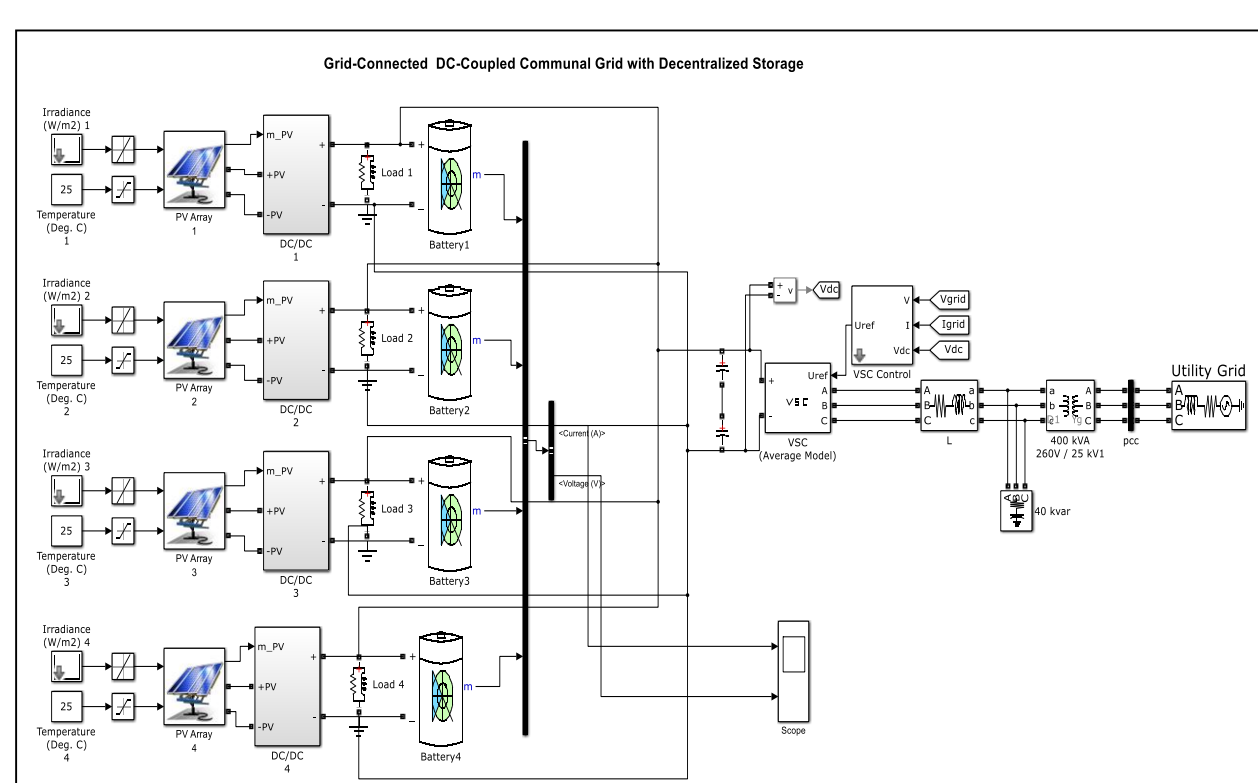 Grid-Connected DC-Coupled Communal Grid with Decentralized Storage
Irradiance
(W/m2) 1
25
Temperature
(Deg. C)
1
PV Array
1
m_PV
+PV
-PV
+
-
DC/DC
1
Load 1
+
_
m
Battery1
Irradiance
(W/m2) 2
25
Temperature
(Deg. C)
2
PV Array
2
m_PV
+PV
-PV
+
-
DC/DC
2
Load 2
+
_
m
Battery2
Irradiance
(W/m2) 3
25
Temperature
(Deg. C)
3
PV Array
3
m_PV
+PV
-PV
+
-
DC/DC
3
Load 3
+
_
m
Battery3
Irradiance
(W/m2) 4
25
Temperature
(Deg. C)
4
PV Array
4
m_PV
+PV
-PV
+
-
DC/DC
4
Load 4
+
_
m
Battery4
<Current (A)>
<Voltage (V)>
Scope
+
-
v
Vdc
V
I
Vdc
Uref
VSC Control
Vgrid
Igrid
Vdc
+
-
Uref
A
B
C
VSC
VSC
(Average Model)
A
B
C
a
b
c
L
a
b
c
A
B
C
Yg
400 kVA
260V / 25 kV1
A
B
C
40 kvar
pcc
Utility Grid
A
B
C